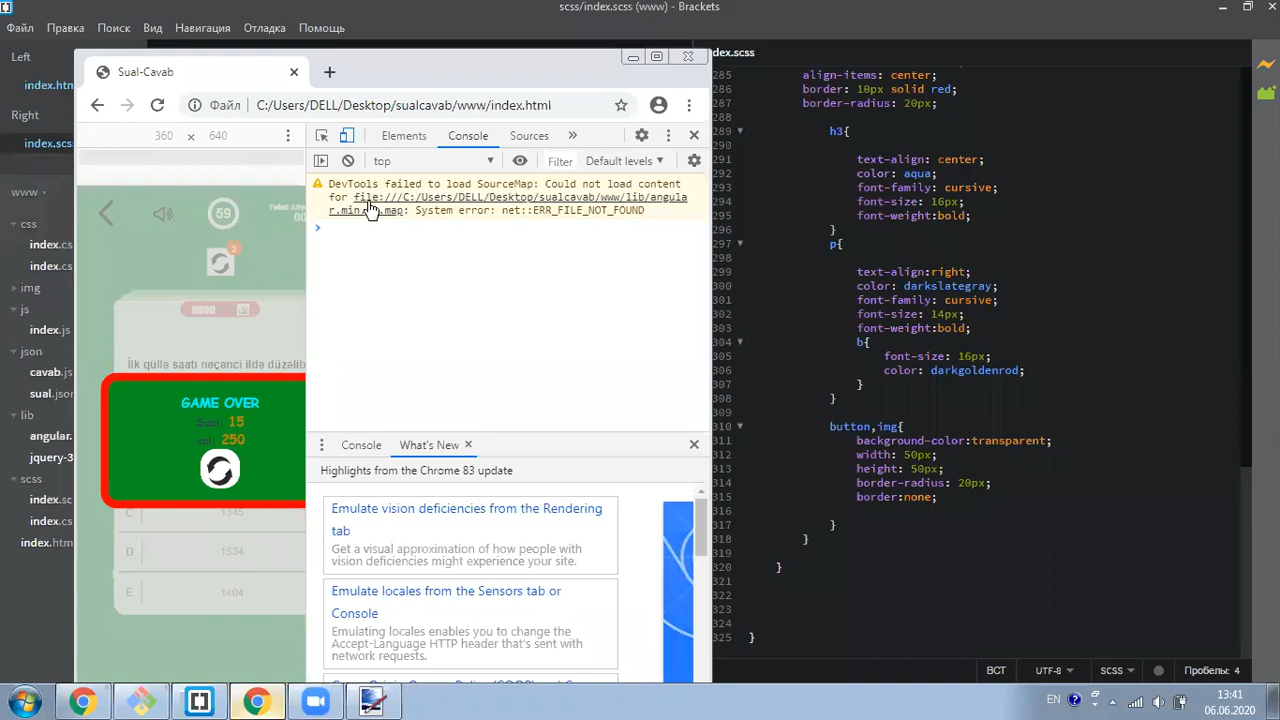 scss/index.scss (www) - Brackets
Файл Правка Поиск Вид Навигация Отладка Помощь
Left
index.htn
Right
index.scs
www
css
index.cs
index.cs
img
js
index.js
json
cavab.js
sual.jsor
lib
angular.
jquery-3
scss
index.sc
index.cs
index.htm
Sual-Cavab
Файл C:/Users/DELL/Desktop/sualcavab/www/index.html
360 × 640
Elements Console Sources
top Filter Default levels
DevTools failed to load SourceMap: Could not load content
for file:///C:/Users/DELL/Desktop/sualcavab/www/lib/angula
System error: net::ERR_FILE_NOT_FOUND
59
2
0000
İlk qüllə saatı neçənci ildə düzəlib
GAME OVER
Sual: 15
250
C 1345
D 1534
E 1404
Console What's New
Highlights from the Chrome 83 update
Emulate vision deficiencies from the Rendering
tab
Get a visual approximation of how people with
vision deficiencies might experience your site.
Emulate locales from the Sensors tab or
Console
Emulating locales enables you to change the
Accept-Language HTTP header that's sent with
network requests.
dex.scss
285 align-items: center;
286 border: 10px solid red;
287 border-radius: 20px;
288
289 h3{
290
291 text-align: center;
292 color: aqua;
293 font-family: cursive;
294 font-size: 16px;
295 font-weight:bold;
296 }
297 p{
298
299 text-align:right;
300 color: darkslategray;
301 font-family: cursive;
302 font-size: 14px;
303 font-weight:bold;
304 b{
305 font-size: 16px;
306 color: darkgoldenrod;
307 }
308 }
309
310 button,img{
311 background-color:transparent;
312 width: 50px;
313 height: 50px;
314 border-radius: 20px;
315 border:none;
316
317 }
318 }
319
320 }
321
322
323
324
325 }
ВСТ UTF-8 SCSS Пробелы: 4
EN 13:41
06.06.2020